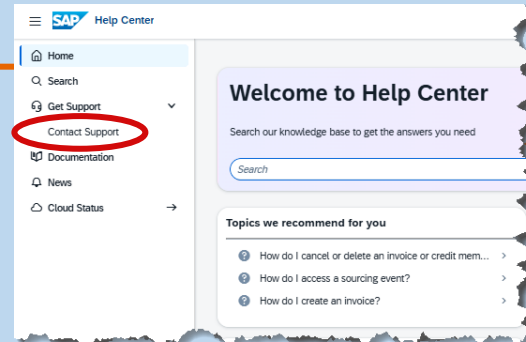 SAP Help Center
Home
Search
Get Support
Contact Support
Documentation
News
Cloud Status
Welcome to Help Center
Search our knowledge base to get the answers you need
Search
Topics we recommend for you
How do I cancel or delete an invoice or credit mem...
How do I access a sourcing event?
How do I create an invoice?